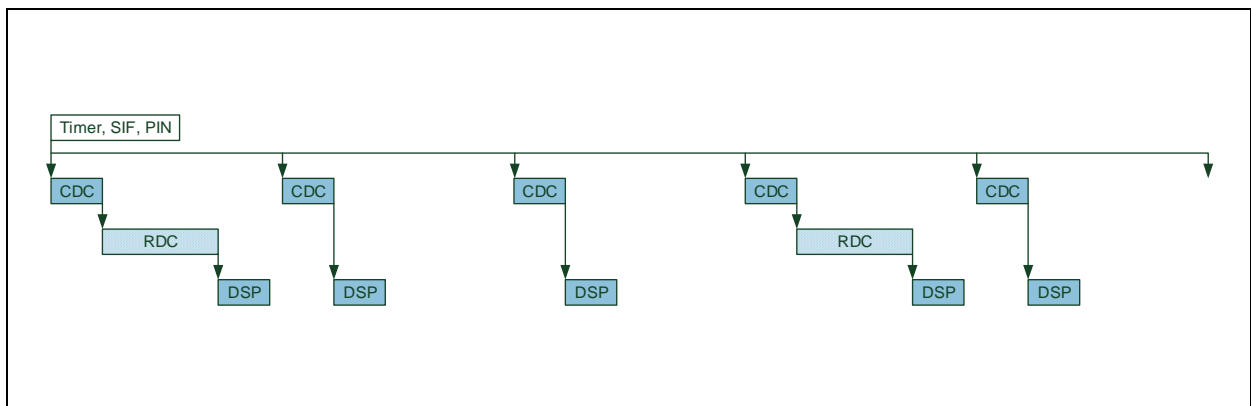 Timer, SIF, PIN
CDC
CDC
CDC
CDC
CDC
RDC
RDC
DSP
DSP
DSP
DSP
DSP